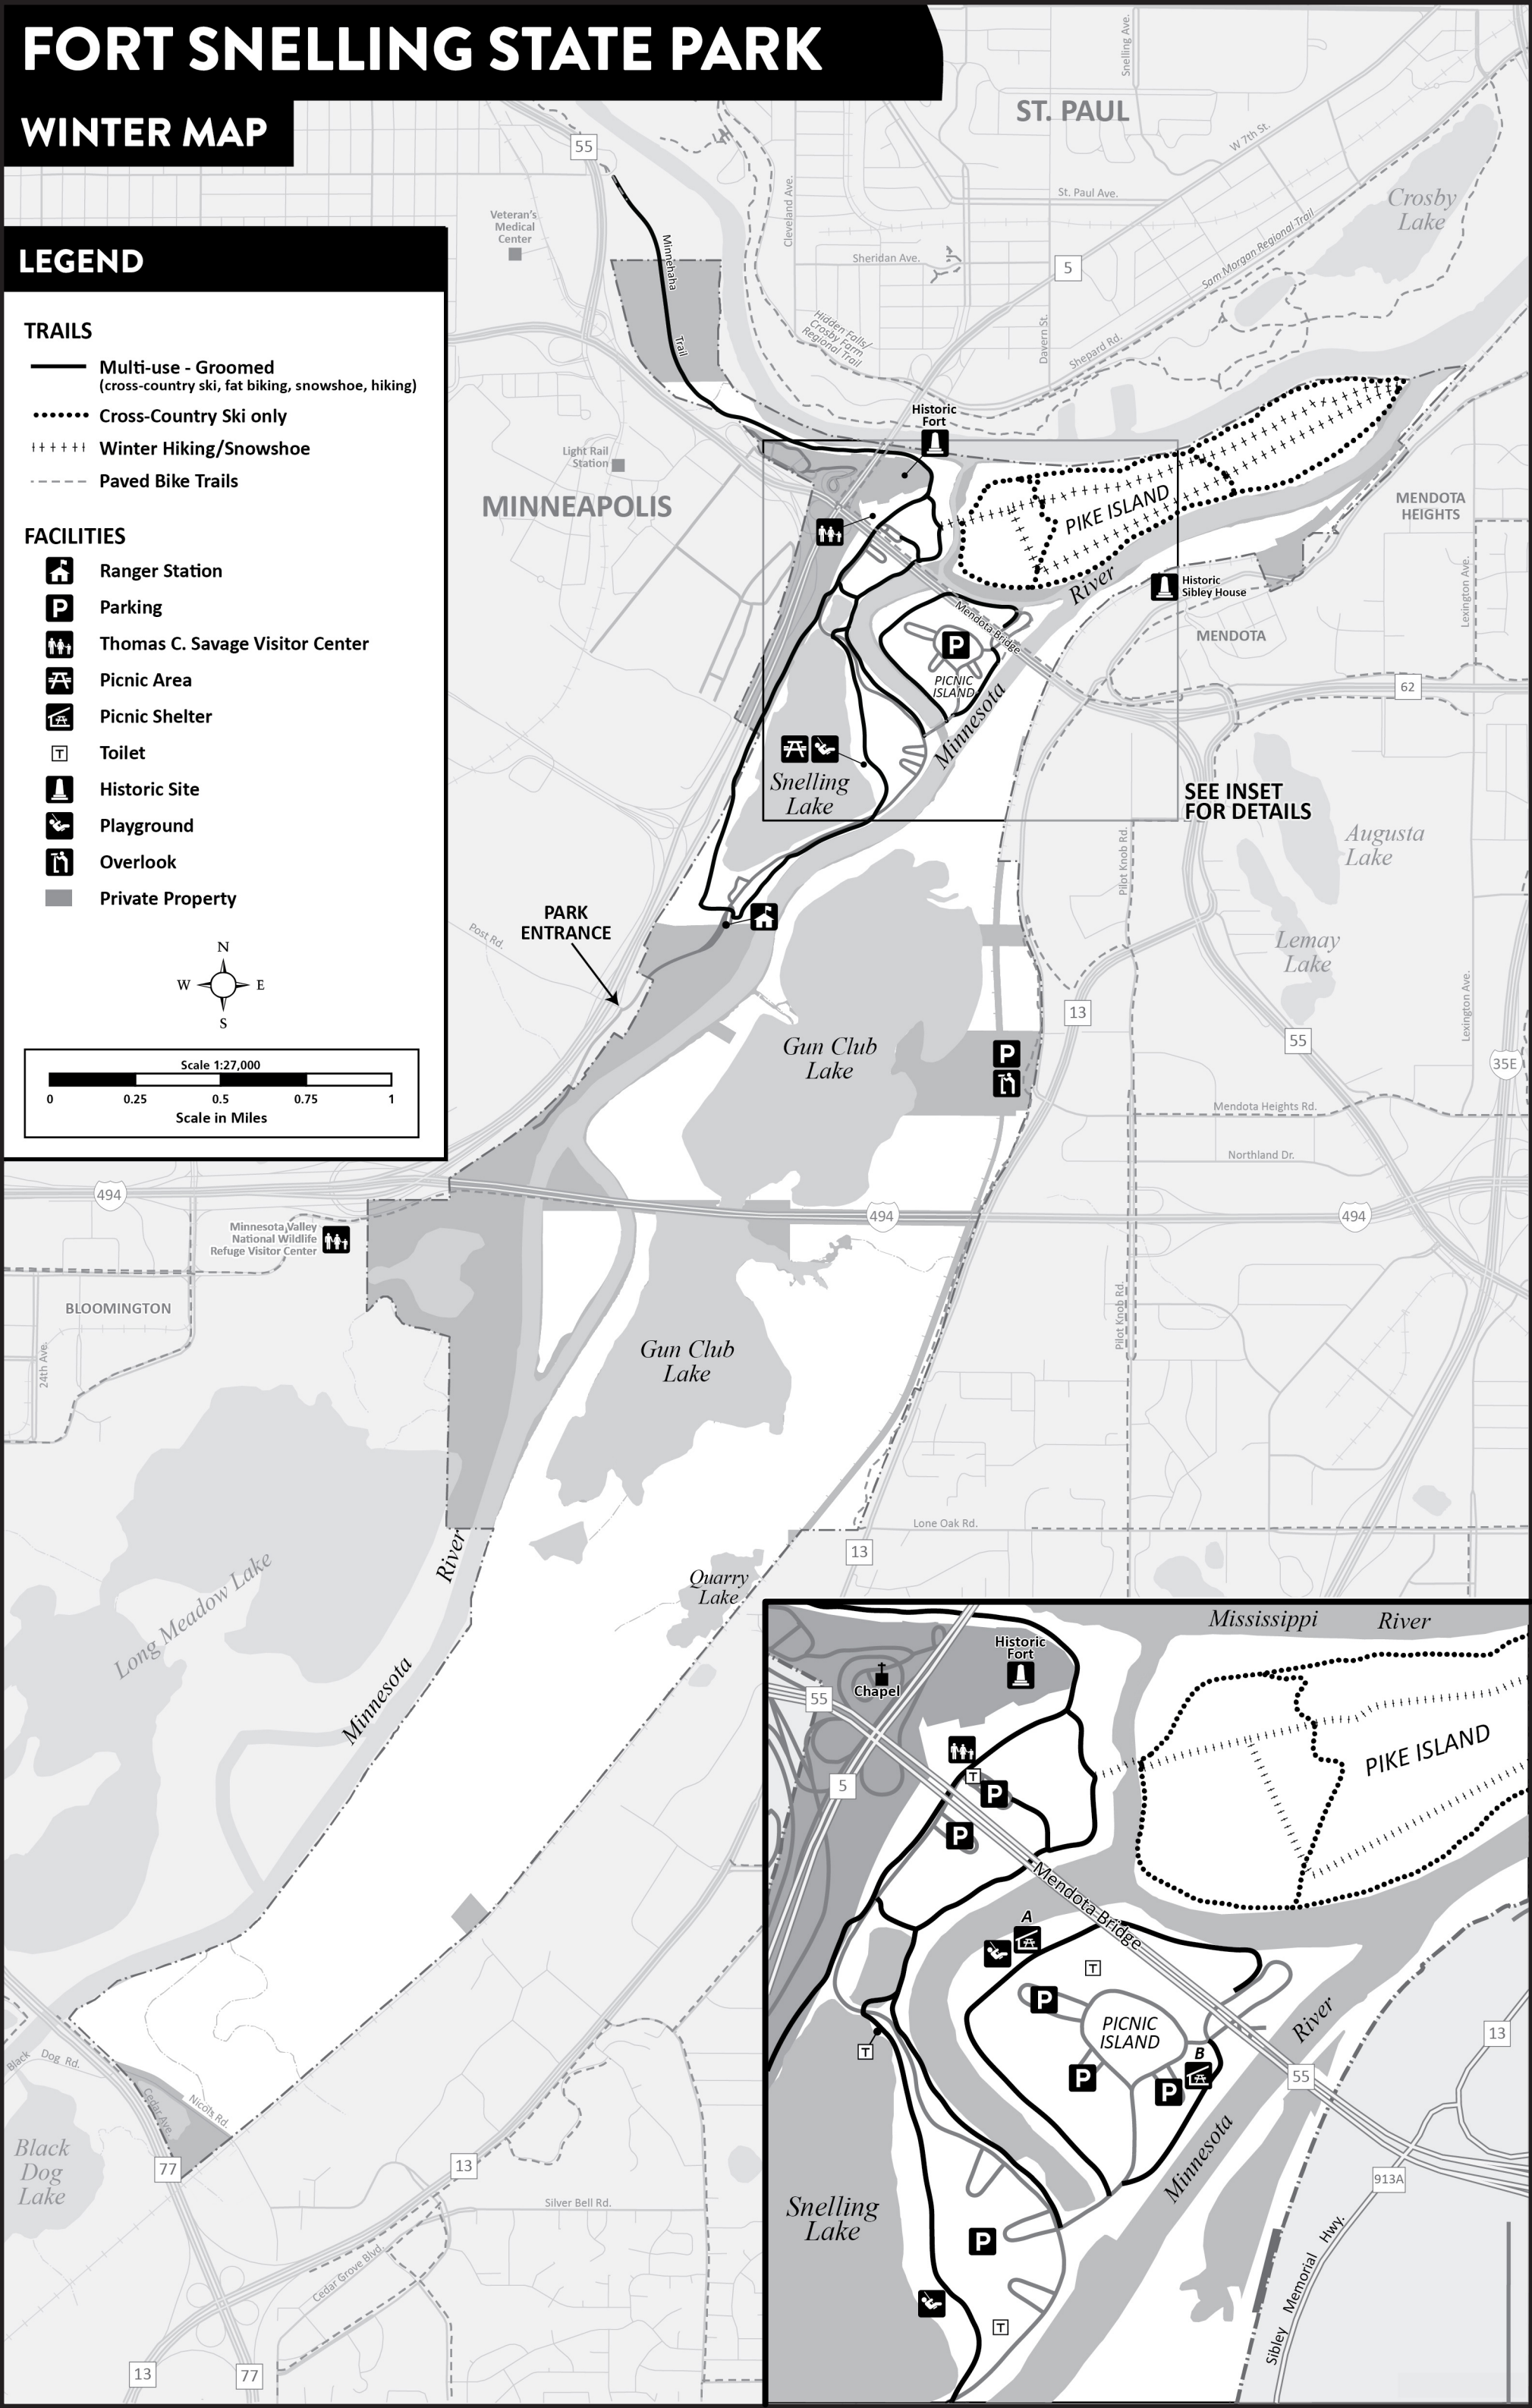 FORT SNELLING STATE PARK
WINTER MAP
ST. PAUL
Snelling Ave.
W 7th St.
St. Paul Ave.
Cleveland Ave.
Sheridan Ave.
Davern St.
Shepard Rd.
Sam Morgan Regional Trail
Hidden Falls/
Crosby Farm
Regional Trail
Crosby
Lake
5
55
Veteran's
Medical
Center
Minnehaha
Trail
Light Rail
Station
MINNEAPOLIS
LEGEND
TRAILS
Multi-use - Groomed
(cross-country ski, fat biking, snowshoe, hiking)
Cross-Country Ski only
Winter Hiking/Snowshoe
Paved Bike Trails
FACILITIES
Ranger Station
P
Parking
Thomas C. Savage Visitor Center
Picnic Area
Picnic Shelter
T
Toilet
Historic Site
Playground
Overlook
Private Property
N
W
E
S
Scale 1:27,000
0
0.25
0.5
0.75
1
Scale in Miles
Historic
Fort
PIKE ISLAND
River
Historic
Sibley House
MENDOTA
HEIGHTS
MENDOTA
Lexington Ave.
62
Mendota Bridge
P
PICNIC
ISLAND
Minnesota
Snelling
Lake
SEE INSET
FOR DETAILS
Augusta
Lake
Pilot Knob Rd.
Lemay
Lake
PARK
ENTRANCE
Post Rd.
13
55
Lexington Ave.
35E
Gun Club
Lake
P
Mendota Heights Rd.
Northland Dr.
494
494
494
Minnesota Valley
National Wildlife
Refuge Visitor Center
BLOOMINGTON
24th Ave.
Pilot Knob Rd.
Gun Club
Lake
Lone Oak Rd.
13
Long Meadow Lake
River
Minnesota
Quarry
Lake
Black Dog Rd.
Cedar Ave.
Nicols Rd.
Black
Dog
Lake
77
13
Silver Bell Rd.
Cedar Grove Blvd.
13
77
Mississippi River
Historic
Fort
Chapel
55
5
PIKE ISLAND
T
P
P
Mendota Bridge
A
T
P
PICNIC
ISLAND
B
P
P
T
River
Minnesota
13
55
913A
Snelling
Lake
P
T
Sibley Memorial Hwy.